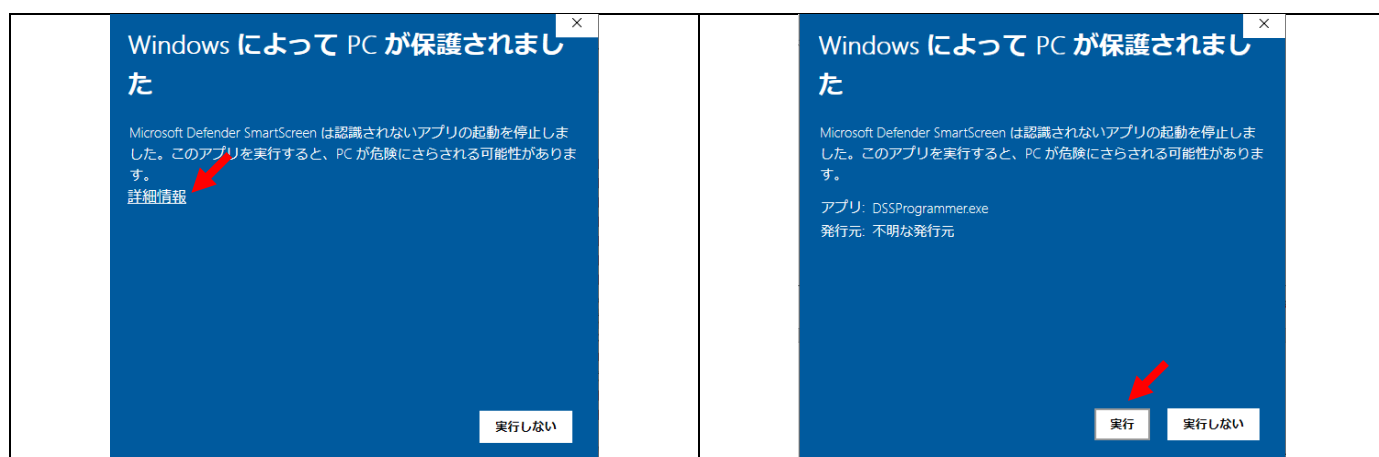 Windows によって PC が保護されまし
た
Microsoft Defender SmartScreen は認識されないアプリの起動を停止しま
した。このアプリを実行すると、PC が危険にさらされる可能性がありま
す。
詳細情報
実行しない
Windows によって PC が保護されまし
た
Microsoft Defender SmartScreen は認識されないアプリの起動を停止しま
した。このアプリを実行すると、PC が危険にさらされる可能性がありま
す。
アプリ: DSSProgrammer.exe
発行元: 不明な発行元
実行 実行しない